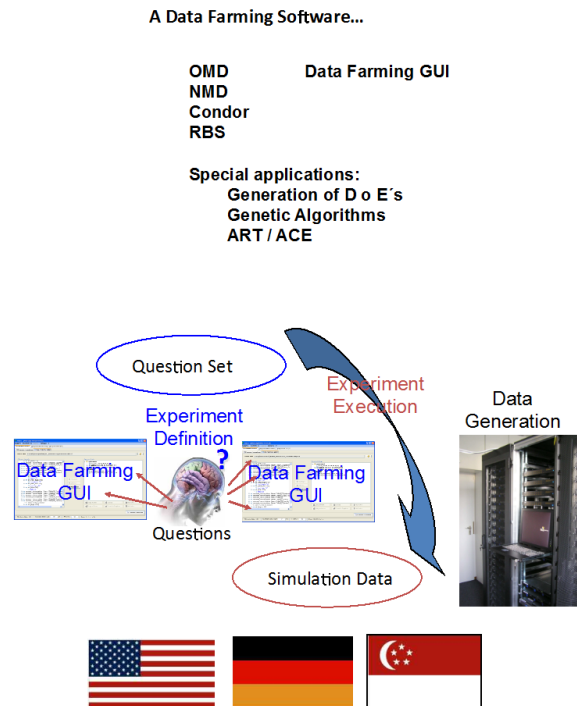 A Data Farming Software...
OMD Data Farming GUI
NMD
Condor
RBS
Special applications:
Generation of D o E´s
Genetic Algorithms
ART / ACE
Question Set
Experiment
Execution
Data
Generation
Experiment
Definition
?
Data Farming
GUI
Data Farming
GUI
Questions
Simulation Data